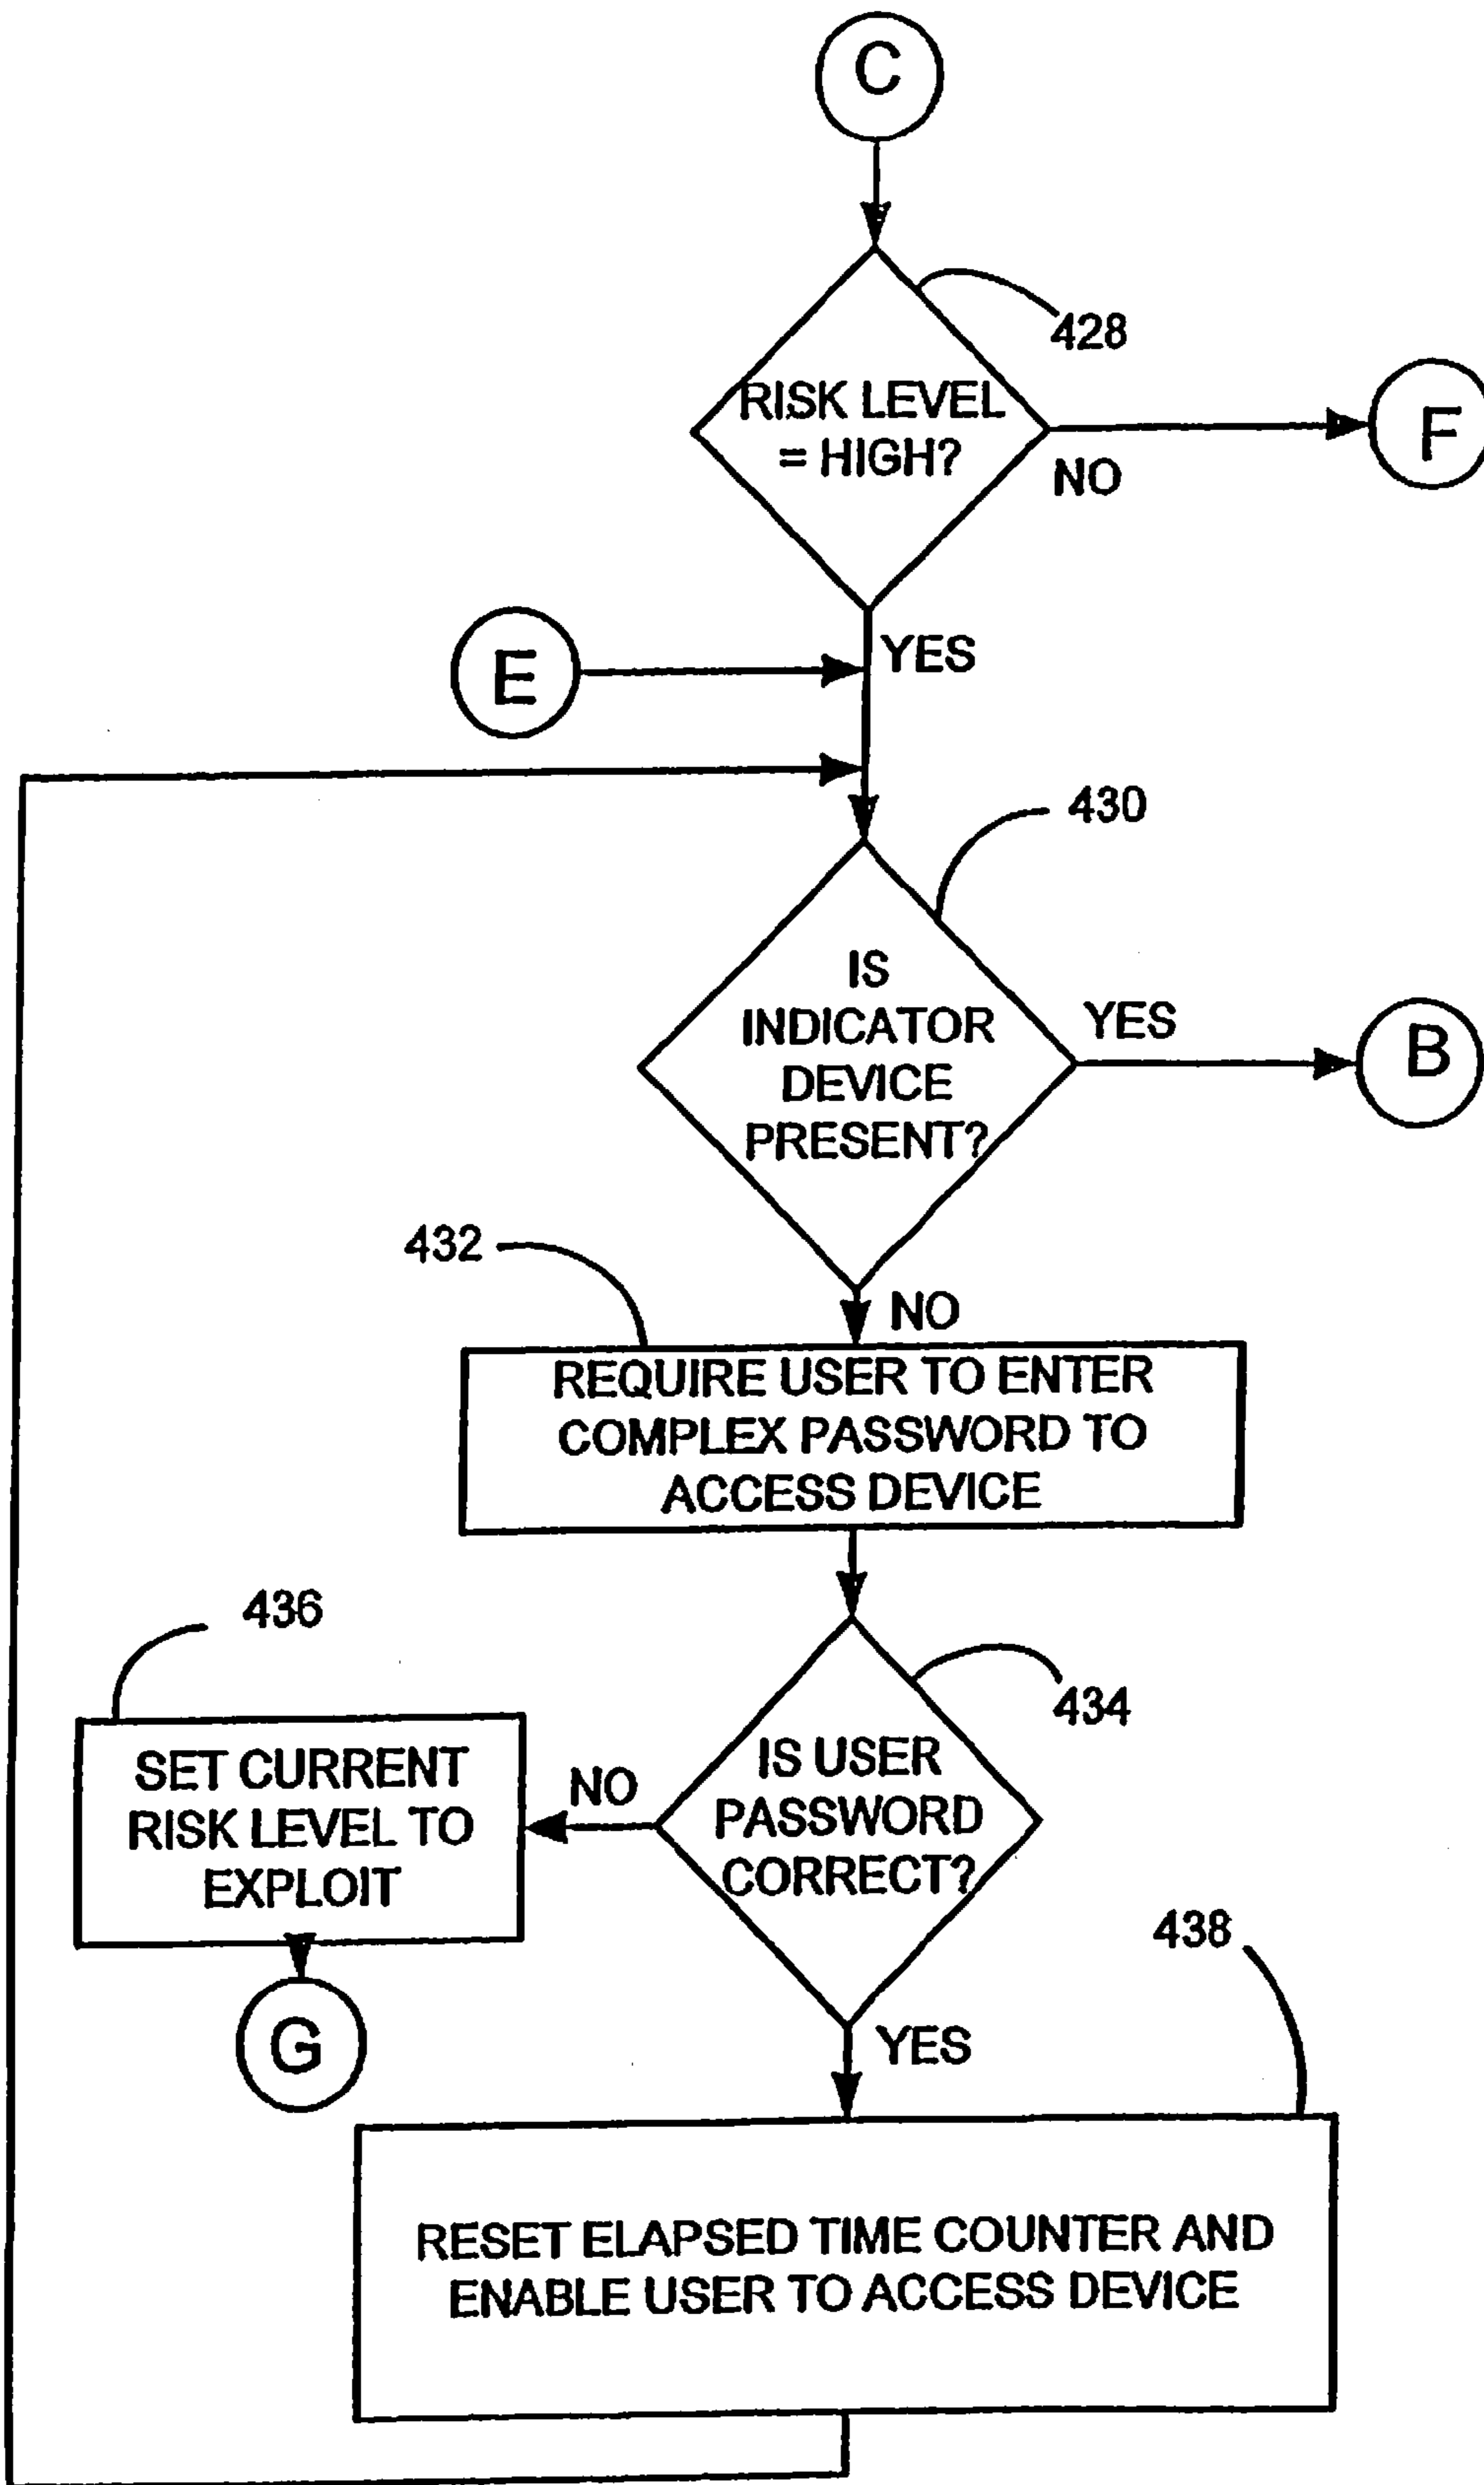 C
428
RISK LEVEL
= HIGH?
NO
F
YES
E
430
IS
INDICATOR
DEVICE
PRESENT?
YES
B
432
NO
REQUIRE USER TO ENTER
COMPLEX PASSWORD TO
ACCESS DEVICE
436
434
SET CURRENT
RISK LEVEL TO
EXPLOIT
NO
IS USER
PASSWORD
CORRECT?
438
G
YES
RESET ELAPSED TIME COUNTER AND
ENABLE USER TO ACCESS DEVICE